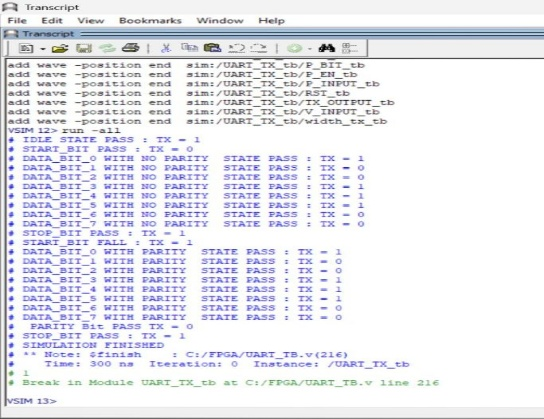 Transcript
File Edit View Bookmarks Window Help
Transcript
add wave -position end sim:/UART_TX_tb/P_BIT_tb
add wave -position end sim:/UART_TX_tb/P_EN_tb
add wave -position end sim:/UART_TX_tb/P_INPUT_tb
add wave -position end sim:/UART_TX_tb/RST_tb
add wave -position end sim:/UART_TX_tb/TX_OUTPUT_tb
add wave -position end sim:/UART_TX_tb/V_INPUT_tb
add wave -position end sim:/UART_TX_tb/width_tx_tb
VSIM 12> run -all
# IDLE STATE PASS : TX = 1
# START_BIT PASS : TX = 0
# DATA_BIT_0 WITH NO PARITY STATE PASS : TX = 1
# DATA_BIT_1 WITH NO PARITY STATE PASS : TX = 0
# DATA_BIT_2 WITH NO PARITY STATE PASS : TX = 0
# DATA_BIT_3 WITH NO PARITY STATE PASS : TX = 1
# DATA_BIT_4 WITH NO PARITY STATE PASS : TX = 1
# DATA_BIT_5 WITH NO PARITY STATE PASS : TX = 1
# DATA_BIT_6 WITH NO PARITY STATE PASS : TX = 0
# DATA_BIT_7 WITH NO PARITY STATE PASS : TX = 0
# STOP_BIT PASS : TX = 1
# START_BIT FALL : TX = 1
# DATA_BIT_0 WITH PARITY STATE PASS : TX = 1
# DATA_BIT_1 WITH PARITY STATE PASS : TX = 0
# DATA_BIT_2 WITH PARITY STATE PASS : TX = 0
# DATA_BIT_3 WITH PARITY STATE PASS : TX = 1
# DATA_BIT_4 WITH PARITY STATE PASS : TX = 1
# DATA_BIT_5 WITH PARITY STATE PASS : TX = 1
# DATA_BIT_6 WITH PARITY STATE PASS : TX = 0
# DATA_BIT_7 WITH PARITY STATE PASS : TX = 0
# PARITY Bit PASS TX = 0
# STOP_BIT PASS : TX = 1
# SIMULATION FINISHED
# ** Note: $finish : C:/FPGA/UART_TB.v(216)
# Time: 300 ns Iteration: 0 Instance: /UART_TX_tb
# 1
# Break in Module UART_TX_tb at C:/FPGA/UART_TB.v line 216
VSIM 13>